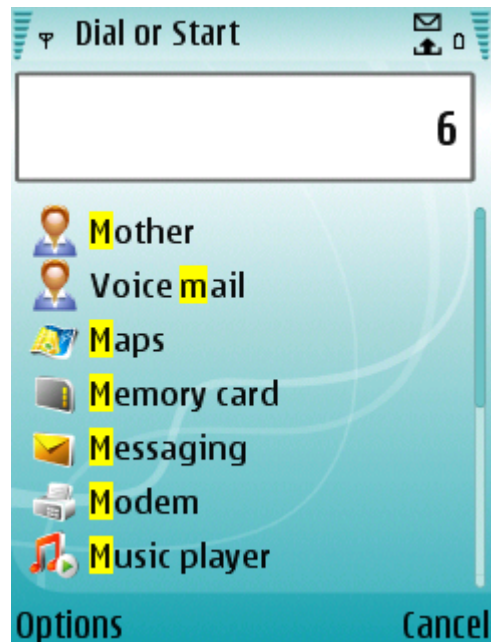 Dial or Start
6
Mother
Voice mail
Maps
Memory card
Messaging
Modem
Music player
Options Cancel